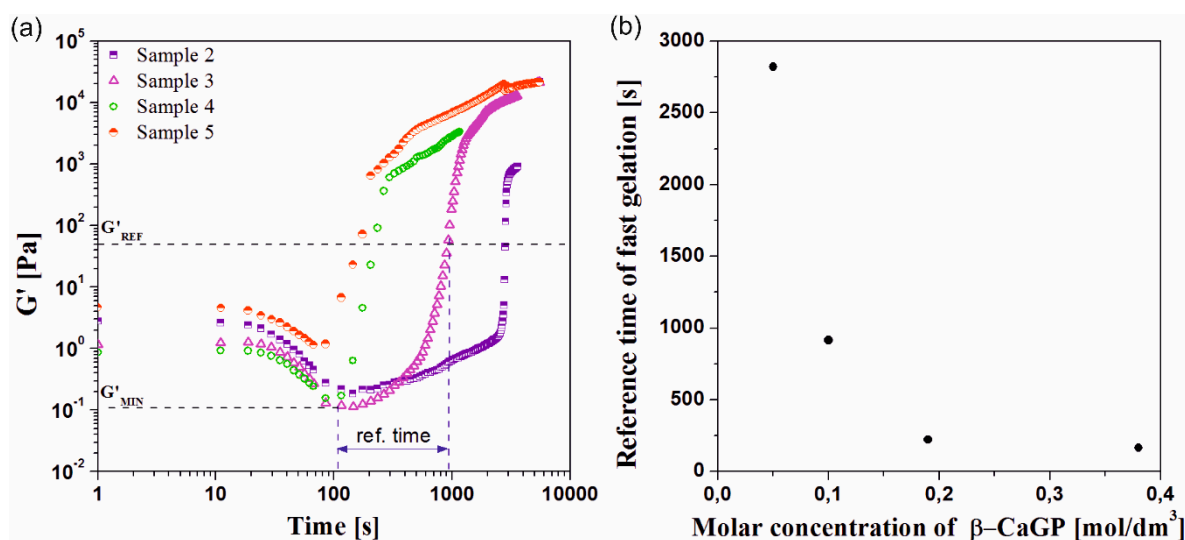 (a)
Sample 2
Sample 3
Sample 4
Sample 5
10⁵
10⁴
10³
10²
10¹
10⁰
10⁻¹
10⁻²
G' [Pa]
G'REF
G'MIN
ref. time
1
10
100
1000
10000
Time [s]
(b)
3000
2500
2000
1500
1000
500
0
Reference time of fast gelation [s]
0,0
0,1
0,2
0,3
0,4
Molar concentration of β–CaGP [mol/dm³]